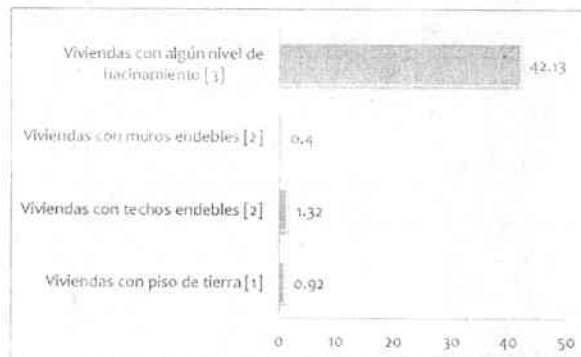 Viviendas con algún nivel de
hacinamiento [3]
42.13
Viviendas con muros endebles [2]
0.4
Viviendas con techos endebles [2]
1.32
Viviendas con piso de tierra [1]
0.92
0 10 20 30 40 50